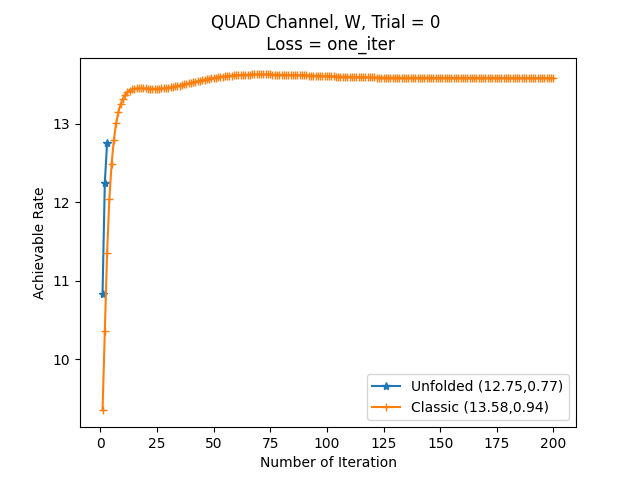 QUAD Channel, W, Trial = 0
Loss = one_iter
Achievable Rate
13
12
11
10
0 25 50 75 100 125 150 175 200
Number of Iteration
Unfolded (12.75,0.77)
Classic (13.58,0.94)